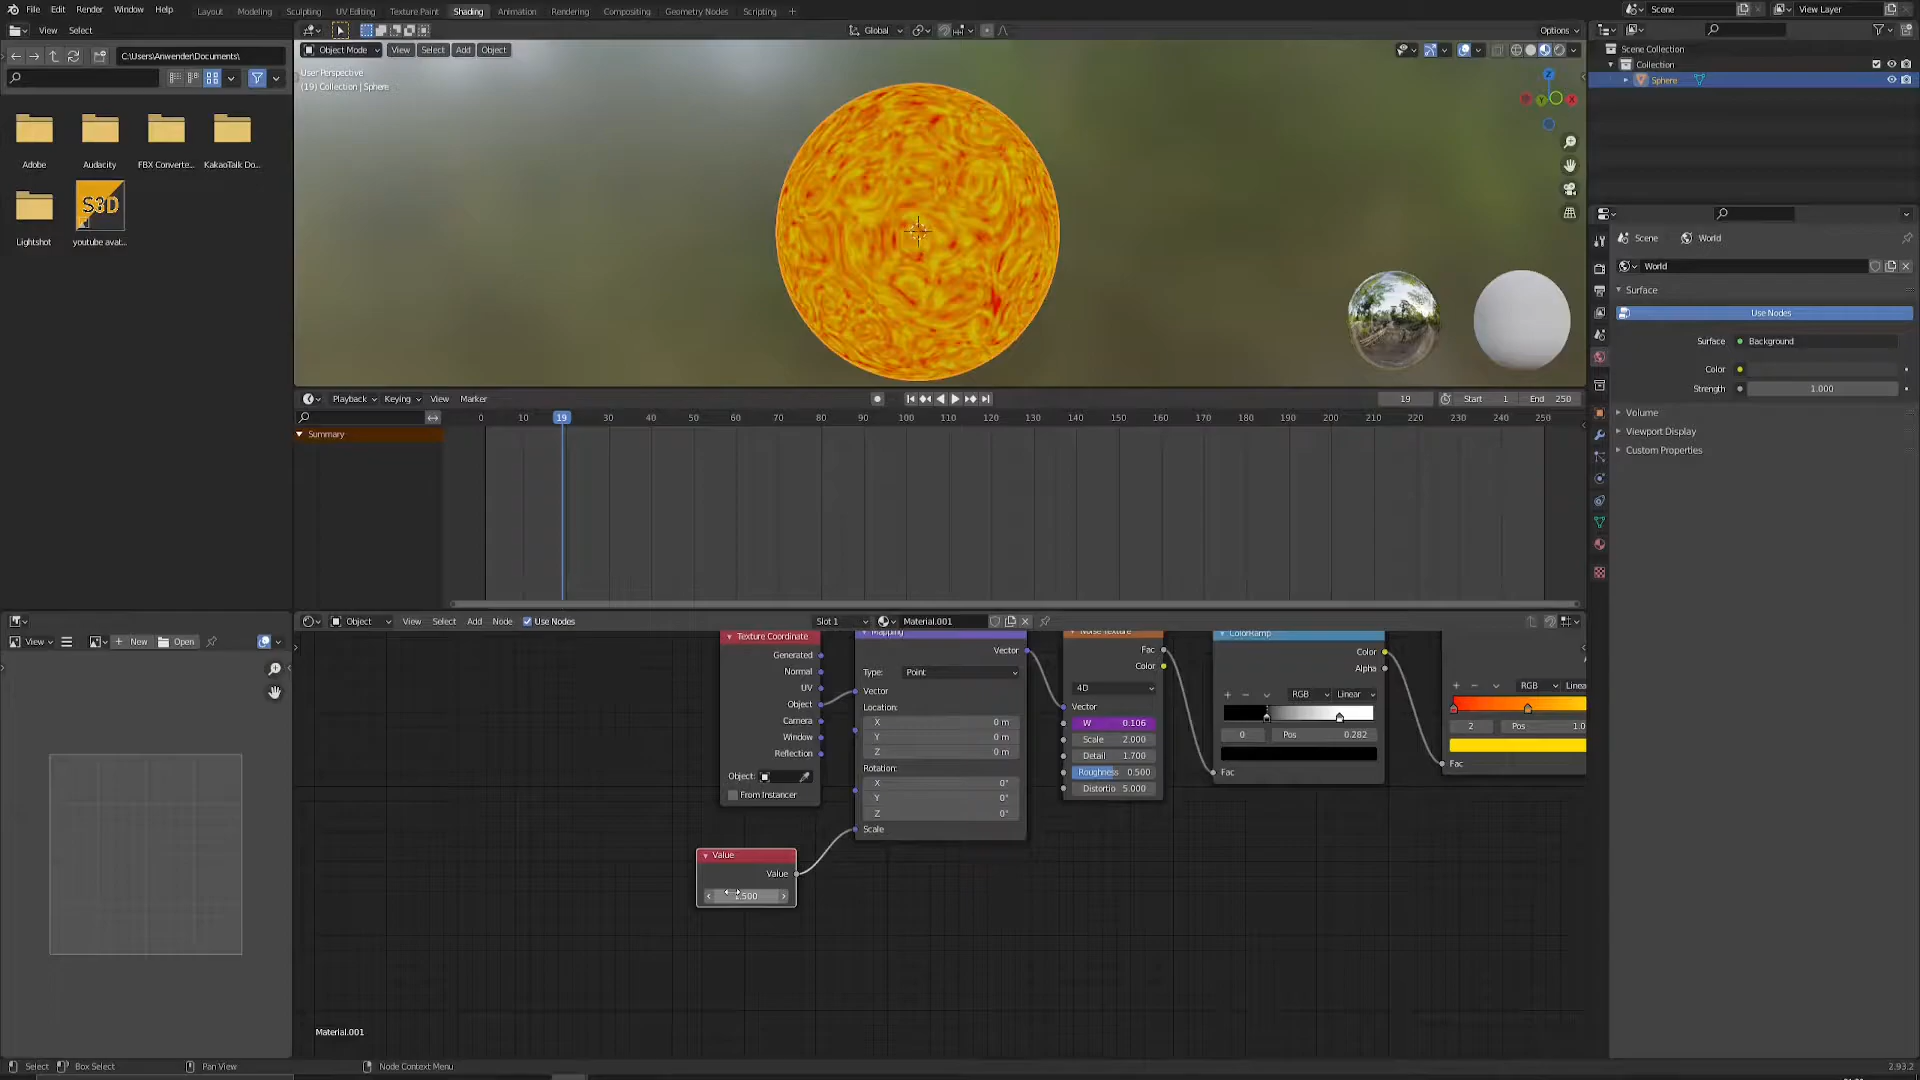 File Edit Render Window Help Layout Modeling Sculpting UV Editing Texture Paint Shading Animation Rendering Compositing Geometry Nodes Scripting + Scene View Layer
View Select
Global Options
C:\Users\Anwender\Documents\
Object Mode View Select Add Object
User Perspective
(19) Collection | Sphere
Scene Collection
Collection
Sphere
Z
Y
X
Adobe Audacity FBX Converte... KakaoTalk Do...
S3D
Lightshot youtube avat...
Scene World
World
Surface
Use Nodes
Surface Background
Color
Strength 1.000
Volume
Viewport Display
Custom Properties
Playback Keying View Marker 19 Start 1 End 250
0 10 19 30 40 50 60 70 80 90 100 110 120 130 140 150 160 170 180 190 200 210 220 230 240 250
Summary
Object View Select Add Node Use Nodes Slot 1 Material.001
View New Open
Texture Coordinate
Generated
Normal
UV
Object
Camera
Window
Reflection
Object:
From Instancer
Mapping
Vector
Type: Point
Vector
Location:
X 0 m
Y 0 m
Z 0 m
Rotation:
X 0°
Y 0°
Z 0°
Scale
Noise Texture
Fac
Color
4D
Vector
W 0.106
Scale 2.000
Detail 1.700
Roughness 0.500
Distortio 5.000
ColorRamp
Color
Alpha
RGB Linear
0 Pos 0.282
Fac
RGB Linea
2 Pos 1.0
Fac
Value
Value
1.500
Material.001
Select Box Select Pan View Node Context Menu 2.93.2